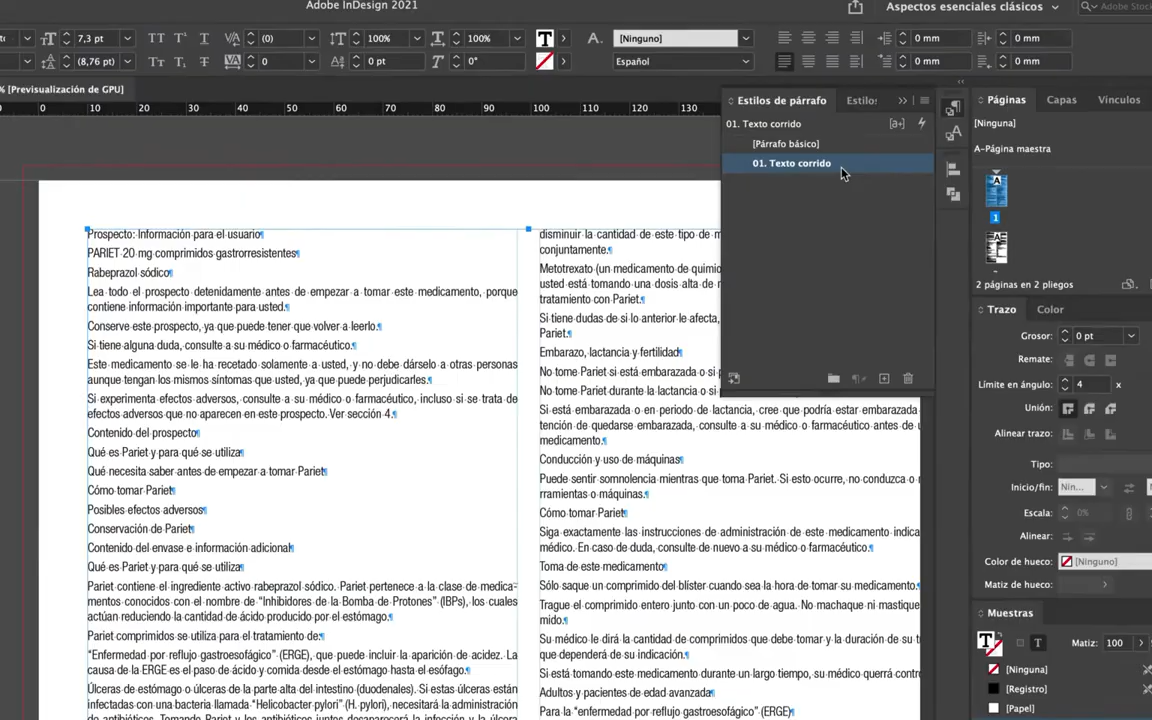 Adobe InDesign 2021
Aspectos esenciales clásicos
Adobe Stock
7,3 pt
(0)
100%
100%
[Ninguno]
0 mm
0 mm
(8,76 pt)
0
0 pt
0°
Español
0 mm
0 mm
% [Previsualización de GPU]
0 10 20 30 40 50 60 70 80 90 100 110 120 130
Estilos de párrafo
Estilo:
01. Texto corrido
[Párrafo básico]
01. Texto corrido
Páginas
Capas
Vínculos
[Ninguna]
A-Página maestra
A
1
A
2 páginas en 2 pliegos
Trazo
Color
Grosor:
0 pt
Remate:
Límite en ángulo:
4
x
Unión:
Alinear trazo:
Tipo:
Inicio/fin:
Nin...
Escala:
0%
Alinear:
Color de hueco:
[Ninguno]
Matiz de hueco:
Muestras
Matiz:
100
[Ninguna]
[Registro]
[Papel]
Prospecto: Información para el usuario
PARIET 20 mg comprimidos gastrorresistentes
Rabeprazol sódico
Lea todo el prospecto detenidamente antes de empezar a tomar este medicamento, porque
contiene información importante para usted.
Conserve este prospecto, ya que puede tener que volver a leerlo.
Si tiene alguna duda, consulte a su médico o farmacéutico.
Este medicamento se le ha recetado solamente a usted, y no debe dárselo a otras personas
aunque tengan los mismos síntomas que usted, ya que puede perjudicarles.
Si experimenta efectos adversos, consulte a su médico o farmacéutico, incluso si se trata de
efectos adversos que no aparecen en este prospecto. Ver sección 4.
Contenido del prospecto
Qué es Pariet y para qué se utiliza
Qué necesita saber antes de empezar a tomar Pariet
Cómo tomar Pariet
Posibles efectos adversos
Conservación de Pariet
Contenido del envase e información adicional
Qué es Pariet y para qué se utiliza
Pariet contiene el ingrediente activo rabeprazol sódico. Pariet pertenece a la clase de medica-
mentos conocidos con el nombre de “Inhibidores de la Bomba de Protones” (IBPs), los cuales
actúan reduciendo la cantidad de ácido producido por el estómago.
Pariet comprimidos se utiliza para el tratamiento de:
“Enfermedad por reflujo gastroesofágico” (ERGE), que puede incluir la aparición de acidez. La
causa de la ERGE es el paso de ácido y comida desde el estómago hasta el esófago.
Úlceras de estómago o úlceras de la parte alta del intestino (duodenales). Si estas úlceras están
infectadas con una bacteria llamada “Helicobacter pylori” (H. pylori), necesitará la administración
de antibióticos. Tomando Pariet y los antibióticos juntos desaparecerá la infección y la úlcera
disminuir la cantidad de este tipo de m
conjuntamente.
Metotrexato (un medicamento de quimio
usted está tomando una dosis alta de m
tratamiento con Pariet.
Si tiene dudas de si lo anterior le afecta,
Pariet.
Embarazo, lactancia y fertilidad
No tome Pariet si está embarazada o si p
No tome Pariet durante la lactancia o si
Si está embarazada o en periodo de lactancia, cree que podría estar embarazada
tención de quedarse embarazada, consulte a su médico o farmacéutico antes de u
medicamento.
Conducción y uso de máquinas
Puede sentir somnolencia mientras que toma Pariet. Si esto ocurre, no conduzca o
rramientas o máquinas.
Cómo tomar Pariet
Siga exactamente las instrucciones de administración de este medicamento indica
médico. En caso de duda, consulte de nuevo a su médico o farmacéutico.
Toma de este medicamento
Sólo saque un comprimido del blíster cuando sea la hora de tomar su medicamento.
Trague el comprimido entero junto con un poco de agua. No machaque ni mastique
mido.
Su médico le dirá la cantidad de comprimidos que debe tomar y la duración de su t
que dependerá de su indicación.
Si está tomando este medicamento durante un largo tiempo, su médico querrá contr
Adultos y pacientes de edad avanzada
Para la “enfermedad por reflujo gastroesofágico” (ERGE)